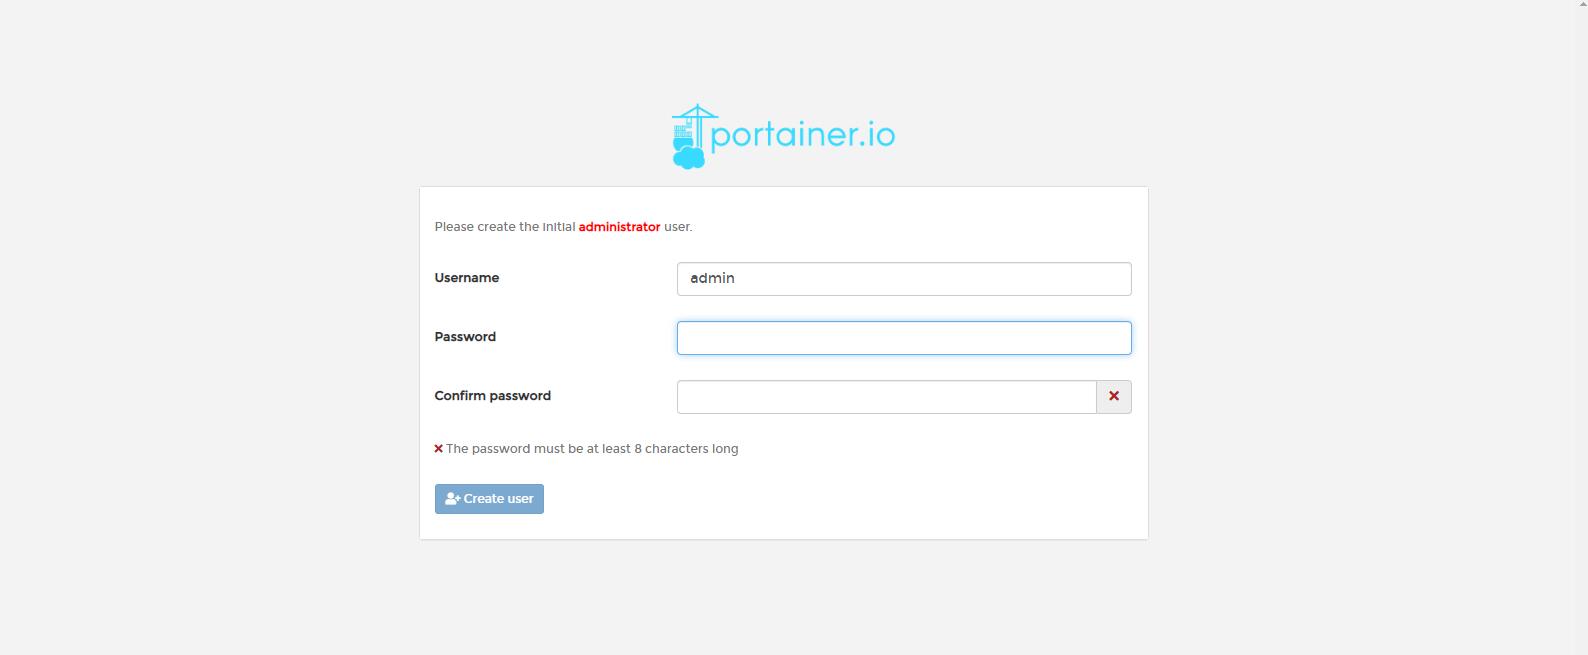 portainer.io
Please create the initial administrator user.
Username
admin
Password
Confirm password
The password must be at least 8 characters long
Create user